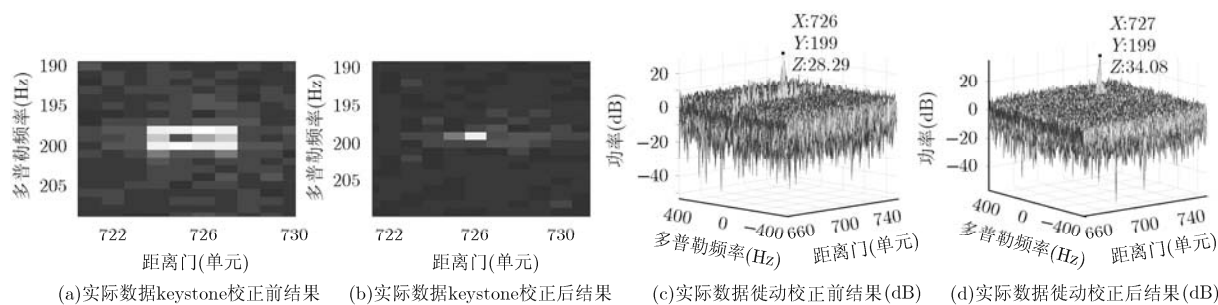 190
195
200
205
多普勒频率(Hz)
722
726
730
距离门(单元)
(a)实际数据keystone校正前结果
190
195
200
205
多普勒频率(Hz)
722
726
730
距离门(单元)
(b)实际数据keystone校正后结果
X:726
Y:199
Z:28.29
20
0
−20
−40
功率(dB)
400
0
−400
多普勒频率(Hz)
660
700
740
距离门(单元)
(c)实际数据徙动校正前结果(dB)
X:727
Y:199
Z:34.08
20
0
−20
−40
功率(dB)
400
0
−400
多普勒频率(Hz)
660
700
740
距离门(单元)
(d)实际数据徙动校正后结果(dB)